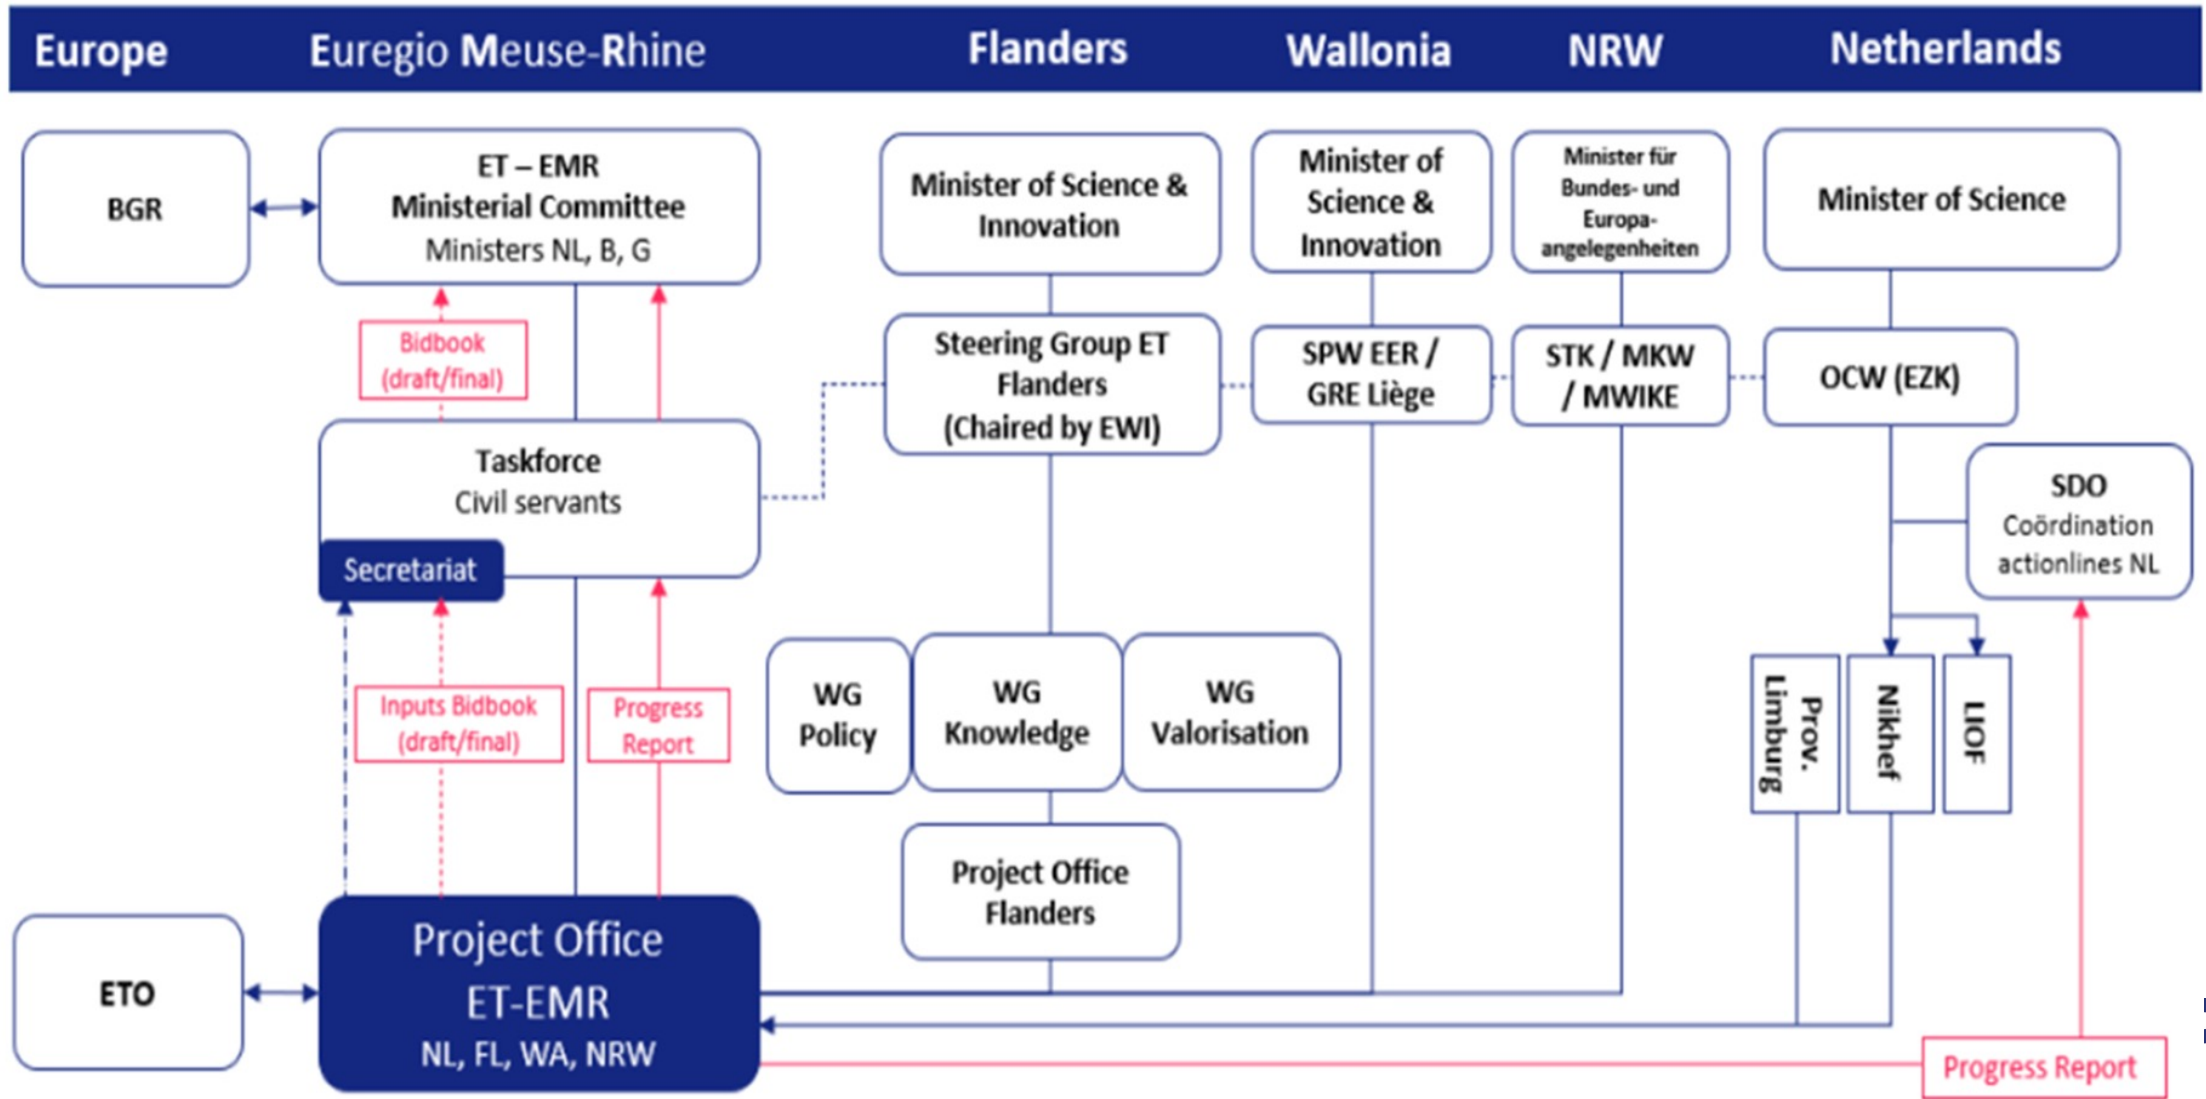 Europe
Euregio Meuse-Rhine
Flanders
Wallonia
NRW
Netherlands
BGR
ET – EMR
Ministerial Committee
Ministers NL, B, G
Minister of Science &
Innovation
Minister of
Science &
Innovation
Minister für
Bundes- und
Europa-
angelegenheiten
Minister of Science
Bidbook
(draft/final)
Steering Group ET
Flanders
(Chaired by EWI)
SPW EER /
GRE Liège
STK / MKW
/ MWIKE
OCW (EZK)
Taskforce
Civil servants
Secretariat
SDO
Coördination
actionlines NL
Inputs Bidbook
(draft/final)
Progress
Report
WG
Policy
WG
Knowledge
WG
Valorisation
Prov.
Limburg
Nikhef
LIOF
Project Office
Flanders
ETO
Project Office
ET-EMR
NL, FL, WA, NRW
Progress Report